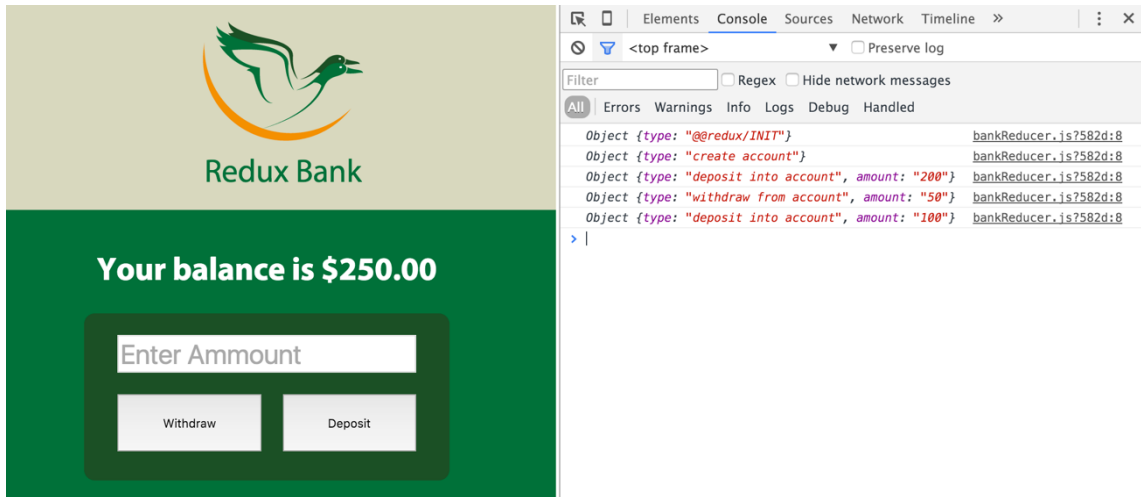 Redux Bank
Your balance is $250.00
Enter Ammount
Withdraw Deposit
Elements Console Sources Network Timeline »
<top frame> ▼ Preserve log
Filter Regex Hide network messages
All Errors Warnings Info Logs Debug Handled
Object {type: "@@redux/INIT"} bankReducer.js?582d:8
Object {type: "create account"} bankReducer.js?582d:8
Object {type: "deposit into account", amount: "200"} bankReducer.js?582d:8
Object {type: "withdraw from account", amount: "50"} bankReducer.js?582d:8
Object {type: "deposit into account", amount: "100"} bankReducer.js?582d:8
>